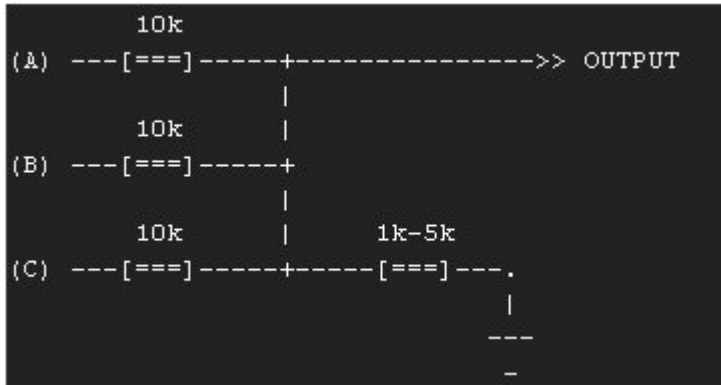 10k
(A) ---[===]-----+--------------->> OUTPUT
|
10k |
(B) ---[===]-----+
|
10k | 1k-5k
(C) ---[===]-----+-----[===]---.
|
---
-